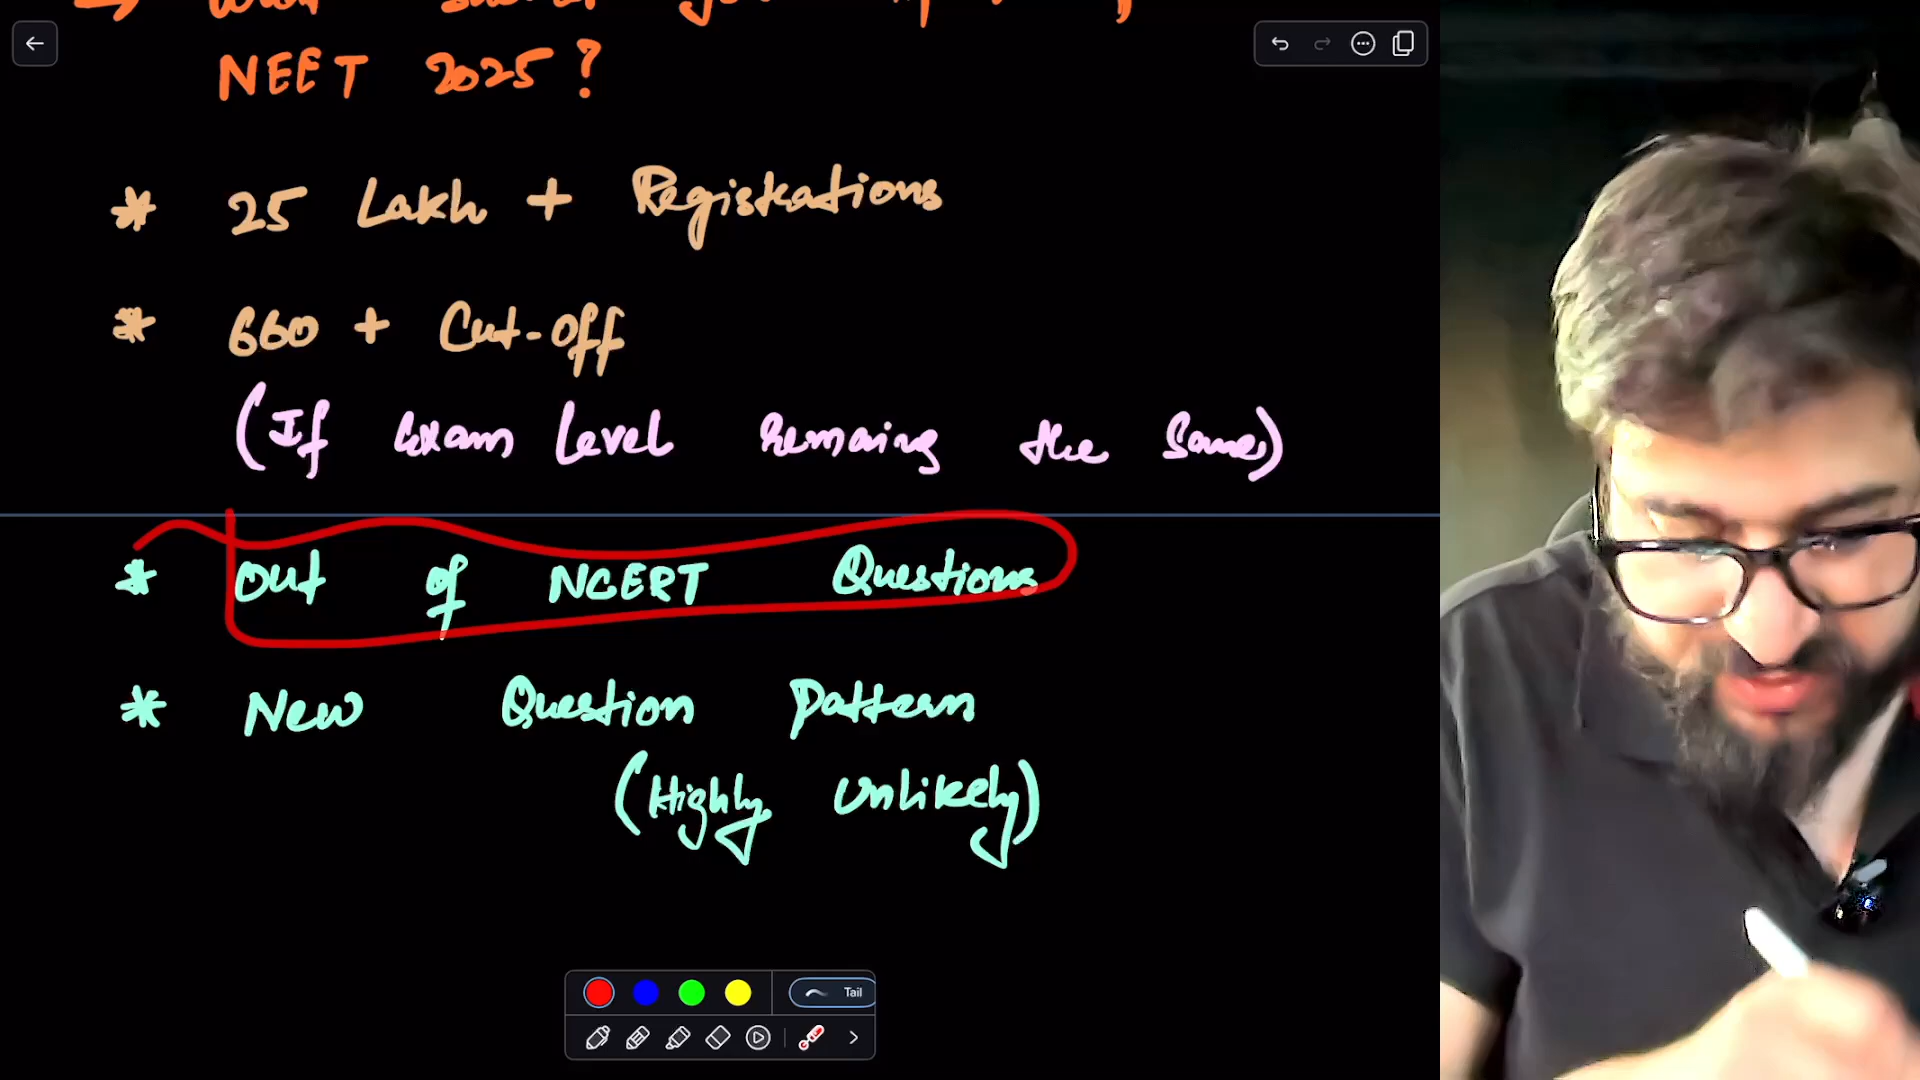 NEET 2025?
* 25 Lakh + Registrations
* 660 + Cut-off
(If exam level remains the same)
* Out of NCERT Questions
* New Question Pattern
(Highly Unlikely)
Tail